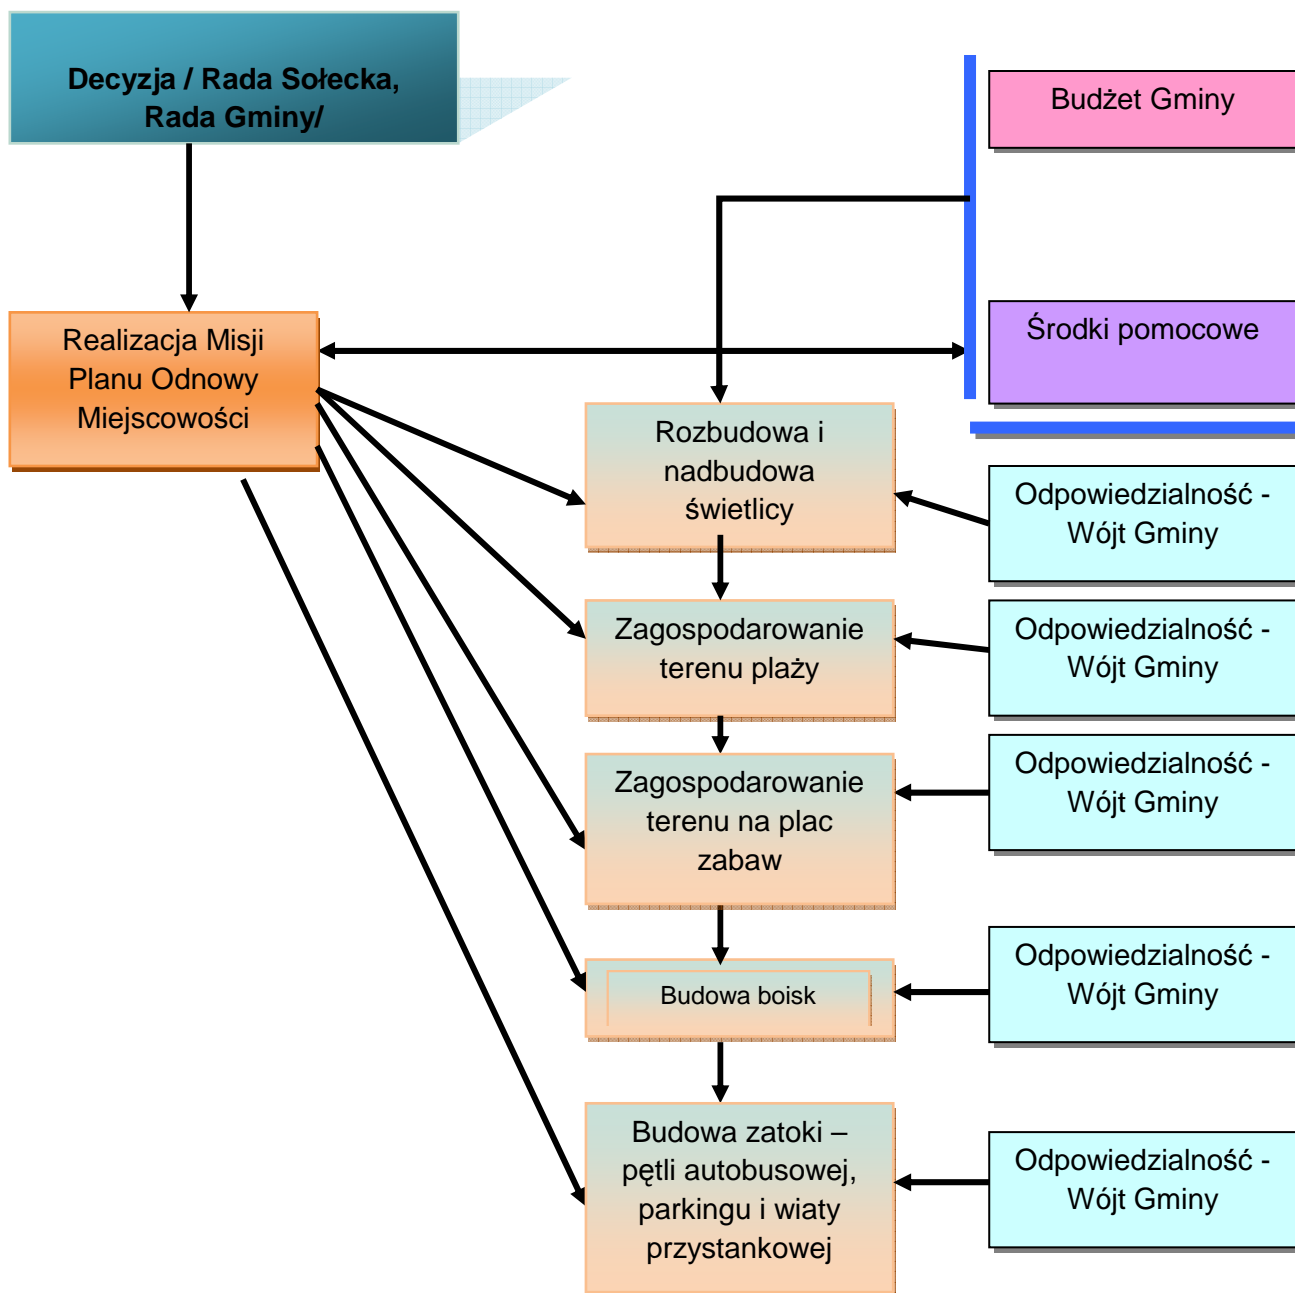 Decyzja / Rada Sołecka,
Rada Gminy/
Budżet Gminy
Realizacja Misji
Planu Odnowy
Miejscowości
Środki pomocowe
Rozbudowa i
nadbudowa
świetlicy
Odpowiedzialność -
Wójt Gminy
Zagospodarowanie
terenu plaży
Odpowiedzialność -
Wójt Gminy
Zagospodarowanie
terenu na plac
zabaw
Odpowiedzialność -
Wójt Gminy
Budowa boisk
Odpowiedzialność -
Wójt Gminy
Budowa zatoki –
pętli autobusowej,
parkingu i wiaty
przystankowej
Odpowiedzialność -
Wójt Gminy